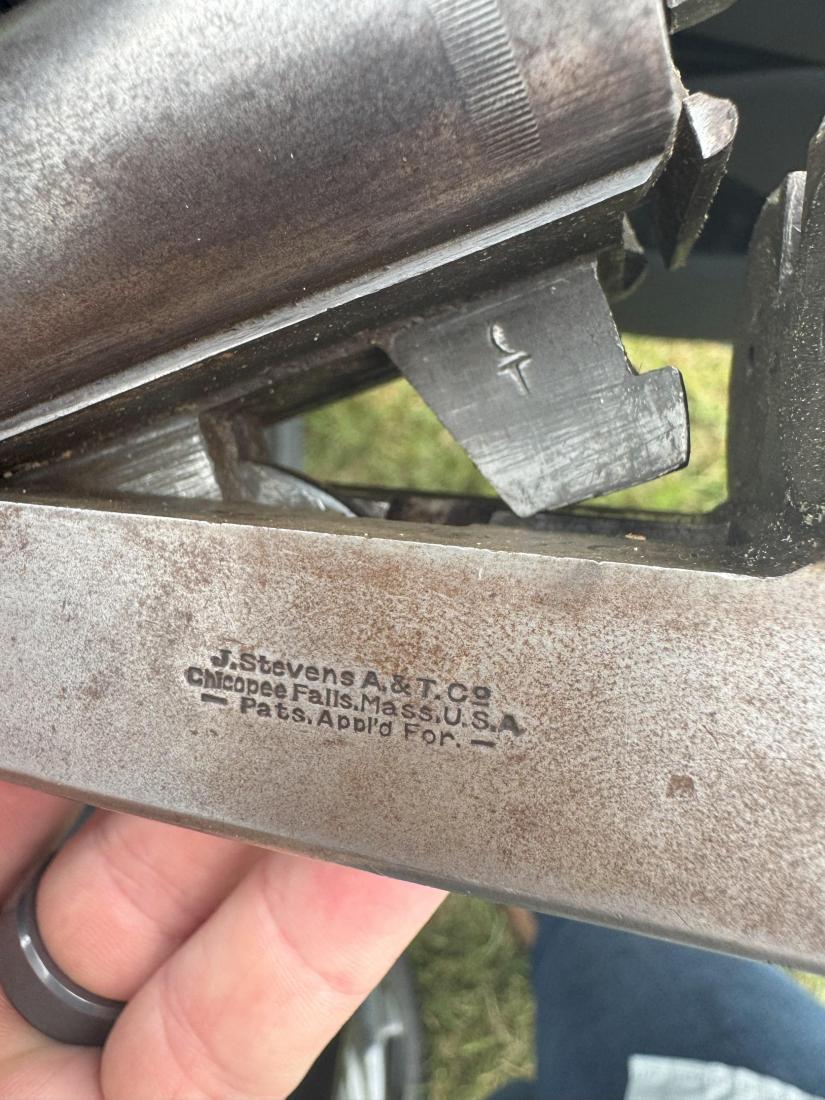 J.Stevens A.& T.Co
Chicopee Falls.Mass.U.S.A
— Pats.Appl'd For. —